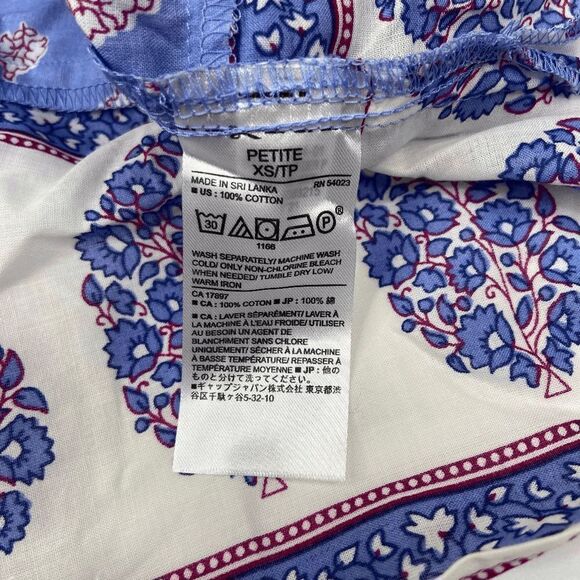 PETITE
XS/TP
MADE IN SRI LANKA RN 54023
■ US : 100% COTTON
30 P ®
1166
WASH SEPARATELY/ MACHINE WASH
COLD/ ONLY NON-CHLORINE BLEACH
WHEN NEEDED/ TUMBLE DRY LOW/
WARM IRON
CA 17897
■ CA : 100% COTON ■ JP : 100% 綿
■ CA : LAVER SÉPARÉMENT/ LAVER À
LA MACHINE À L'EAU FROIDE/ UTILISER
AU BESOIN UN AGENT DE
BLANCHIMENT SANS CHLORE
UNIQUEMENT/ SÉCHER À LA MACHINE
À BASSE TEMPÉRATURE/ REPASSER À
TEMPÉRATURE MOYENNE ■ JP : 他の
ものと分けて洗ってください。
■ギャップジャパン株式会社 東京都渋
谷区千駄ヶ谷5-32-10